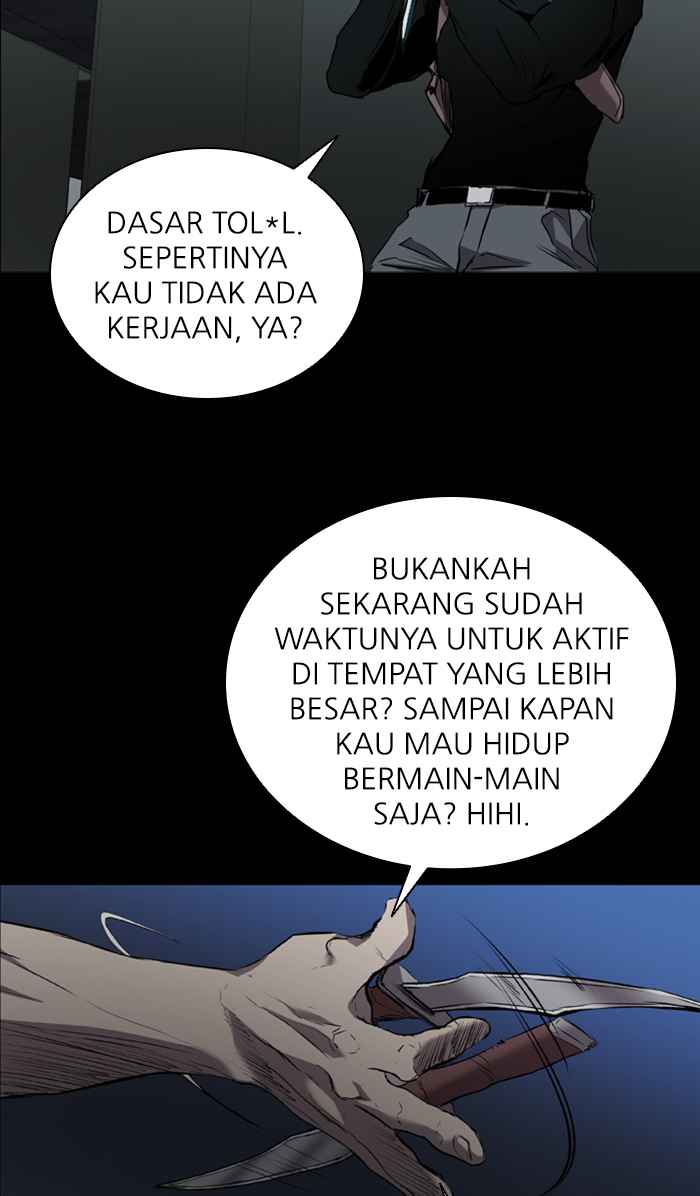 DASAR TOL*L.
SEPERTINYA
KAU TIDAK ADA
KERJAAN, YA?
BUKANKAH
SEKARANG SUDAH
WAKTUNYA UNTUK AKTIF
DI TEMPAT YANG LEBIH
BESAR? SAMPAI KAPAN
KAU MAU HIDUP
BERMAIN-MAIN
SAJA? HIHI.